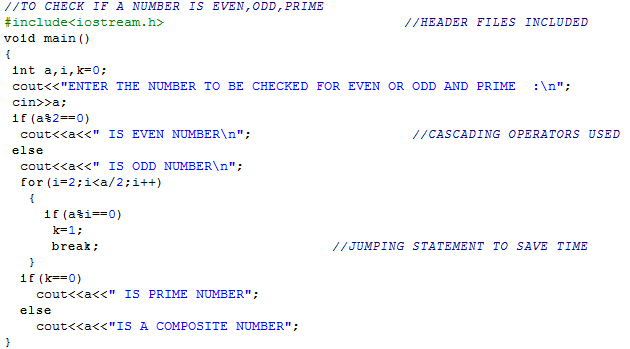 //TO CHECK IF A NUMBER IS EVEN,ODD,PRIME
#include<iostream.h> //HEADER FILES INCLUDED
void main()
{
int a,i,k=0;
cout<<"ENTER THE NUMBER TO BE CHECKED FOR EVEN OR ODD AND PRIME :\n";
cin>>a;
if(a%2==0)
cout<<a<<" IS EVEN NUMBER\n"; //CASCADING OPERATORS USED
else
cout<<a<<" IS ODD NUMBER\n";
for(i=2;i<a/2;i++)
{
if(a%i==0)
k=1;
break; //JUMPING STATEMENT TO SAVE TIME
}
if(k==0)
cout<<a<<" IS PRIME NUMBER";
else
cout<<a<<"IS A COMPOSITE NUMBER";
}